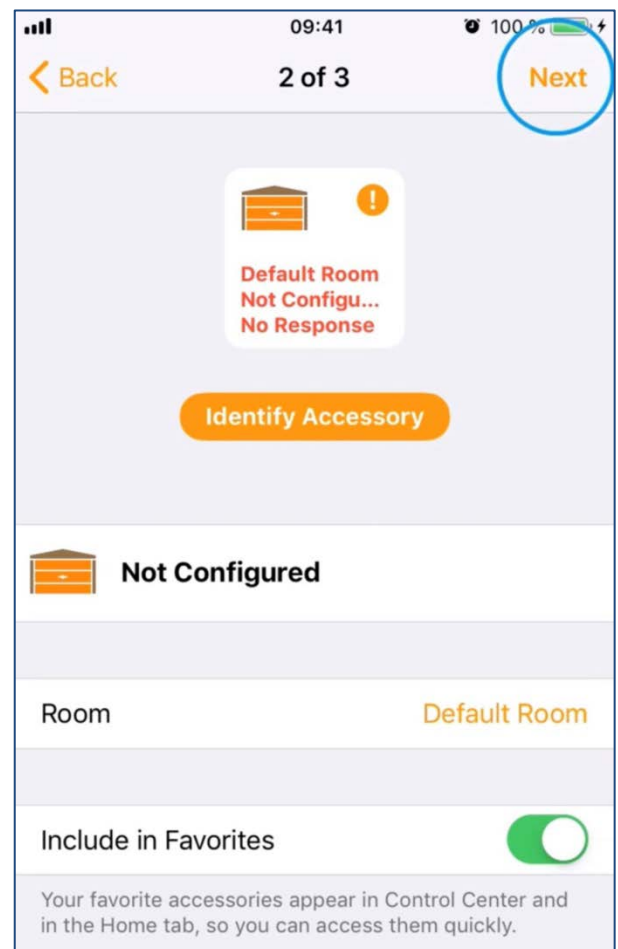 09:41
100 %
Back
2 of 3
Next
!
Default Room
Not Configu...
No Response
Identify Accessory
Not Configured
Room
Default Room
Include in Favorites
Your favorite accessories appear in Control Center and
in the Home tab, so you can access them quickly.